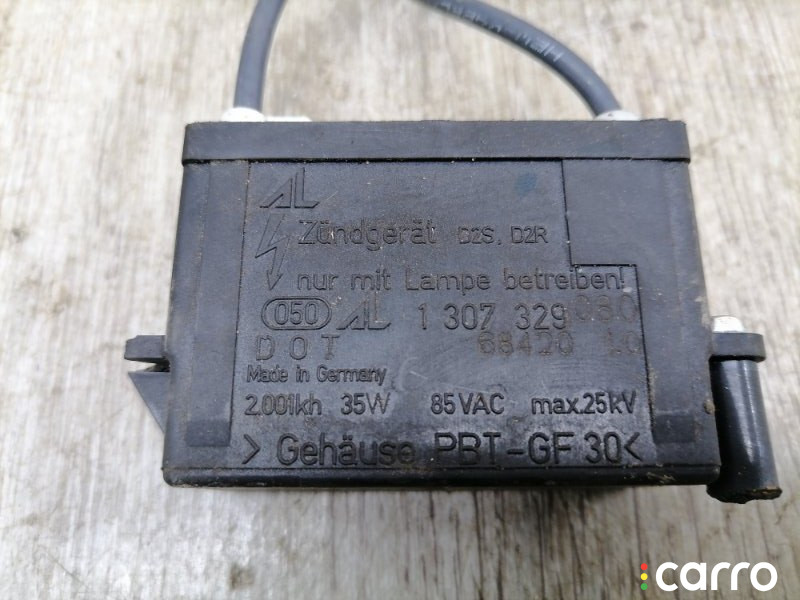 AL
Zündgerät D2S, D2R
nur mit Lampe betreiben!
050 AL 1 307 329 080
DOT 68420 10
Made in Germany
2.001kh 35W 85VAC max.25kV
> Gehäuse PBT-GF 30<
carro